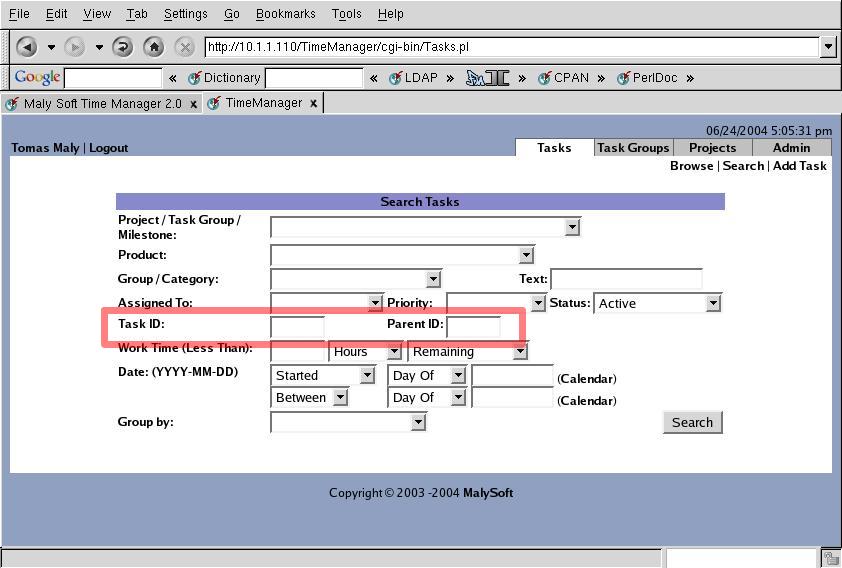 File Edit View Tab Settings Go Bookmarks Tools Help
http://10.1.1.110/TimeManager/cgi-bin/Tasks.pl
Google « Dictionary « LDAP » » CPAN » PerlDoc »
Maly Soft Time Manager 2.0 x TimeManager x
06/24/2004 5:05:31 pm
Tomas Maly | Logout Tasks Task Groups Projects Admin
Browse | Search | Add Task
Search Tasks
Project / Task Group /
Milestone:
Product:
Group / Category: Text:
Assigned To: Priority: Status: Active
Task ID: Parent ID:
Work Time (Less Than): Hours Remaining
Date: (YYYY-MM-DD) Started Day Of (Calendar)
Between Day Of (Calendar)
Group by: Search
Copyright © 2003 -2004 MalySoft